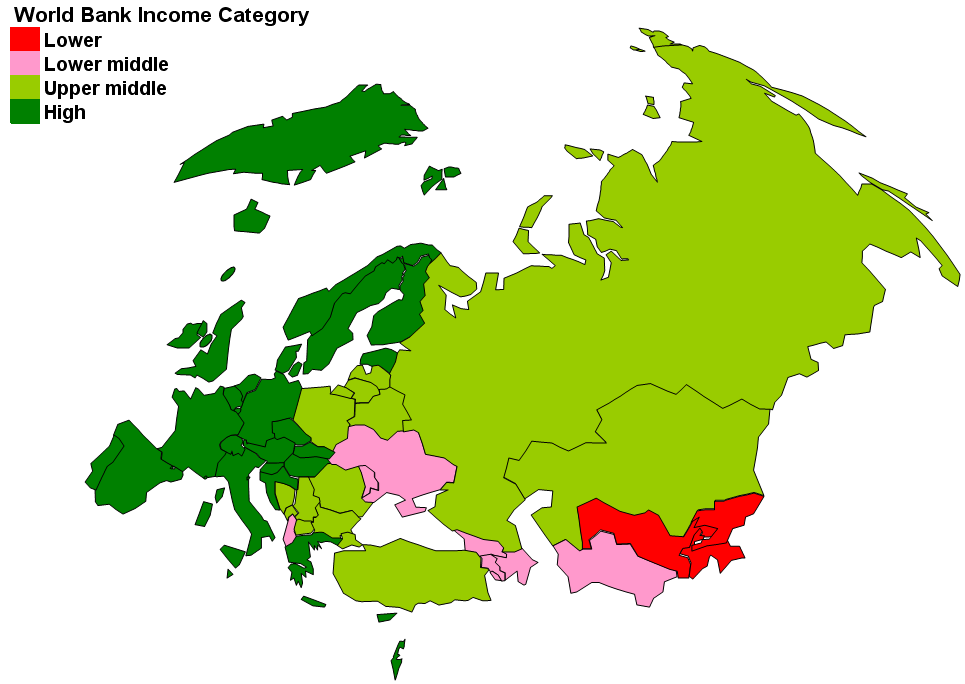 World Bank Income Category
Lower
Lower middle
Upper middle
High